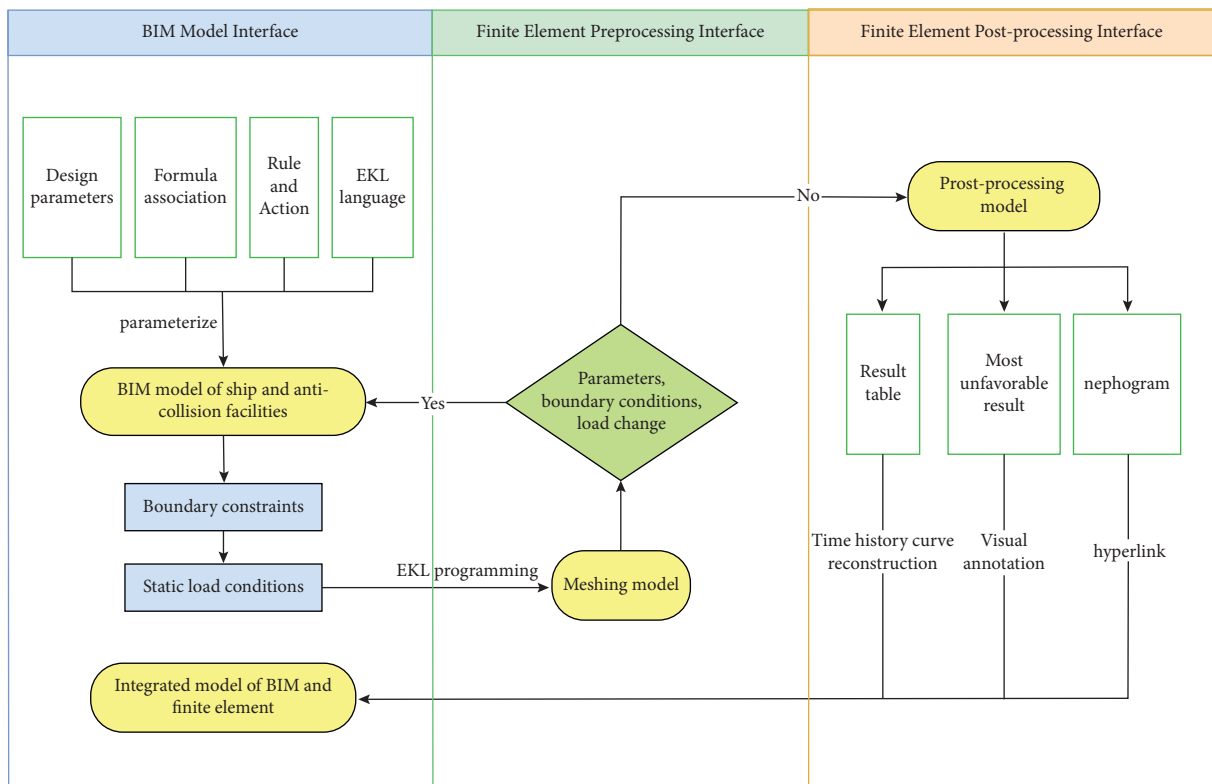 BIM Model Interface
Finite Element Preprocessing Interface
Finite Element Post-processing Interface
Design
parameters
Formula
association
Rule
and
Action
EKL
language
parameterize
BIM model of ship and anti-
collision facilities
Boundary constraints
Static load conditions
Integrated model of BIM and
finite element
EKL programming
Meshing model
Parameters,
boundary conditions,
load change
Yes
No
Prost-processing
model
Result
table
Most
unfavorable
result
nephogram
Time history curve
reconstruction
Visual
annotation
hyperlink